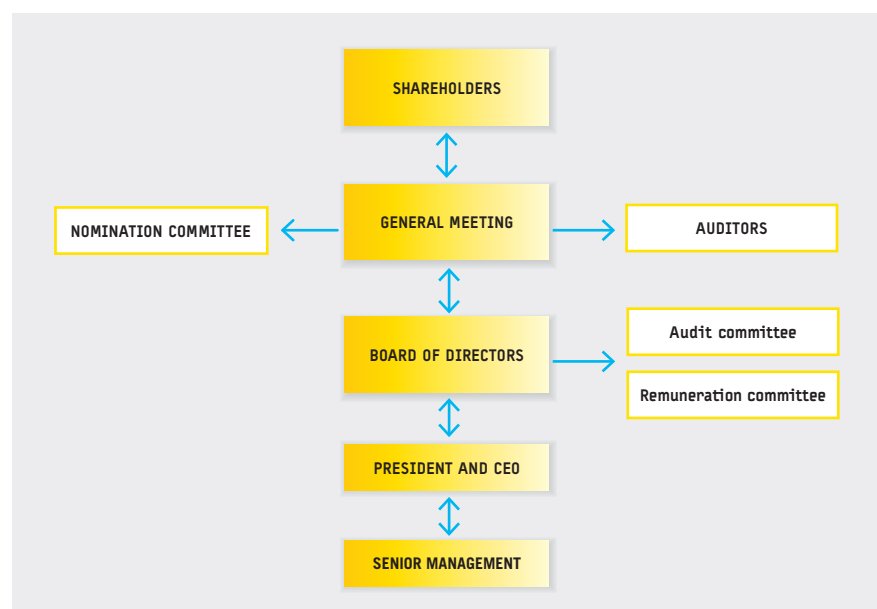 SHAREHOLDERS
GENERAL MEETING
NOMINATION COMMITTEE
AUDITORS
BOARD OF DIRECTORS
Audit committee
Remuneration committee
PRESIDENT AND CEO
SENIOR MANAGEMENT